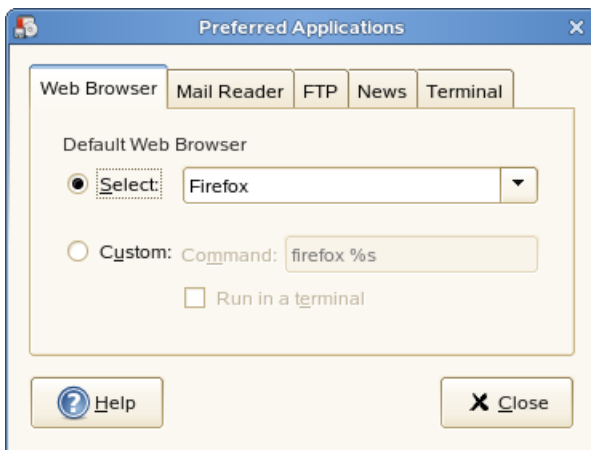 Preferred Applications
Web Browser Mail Reader FTP News Terminal
Default Web Browser
Select: Firefox
Custom: Command: firefox %s
Run in a terminal
Help Close